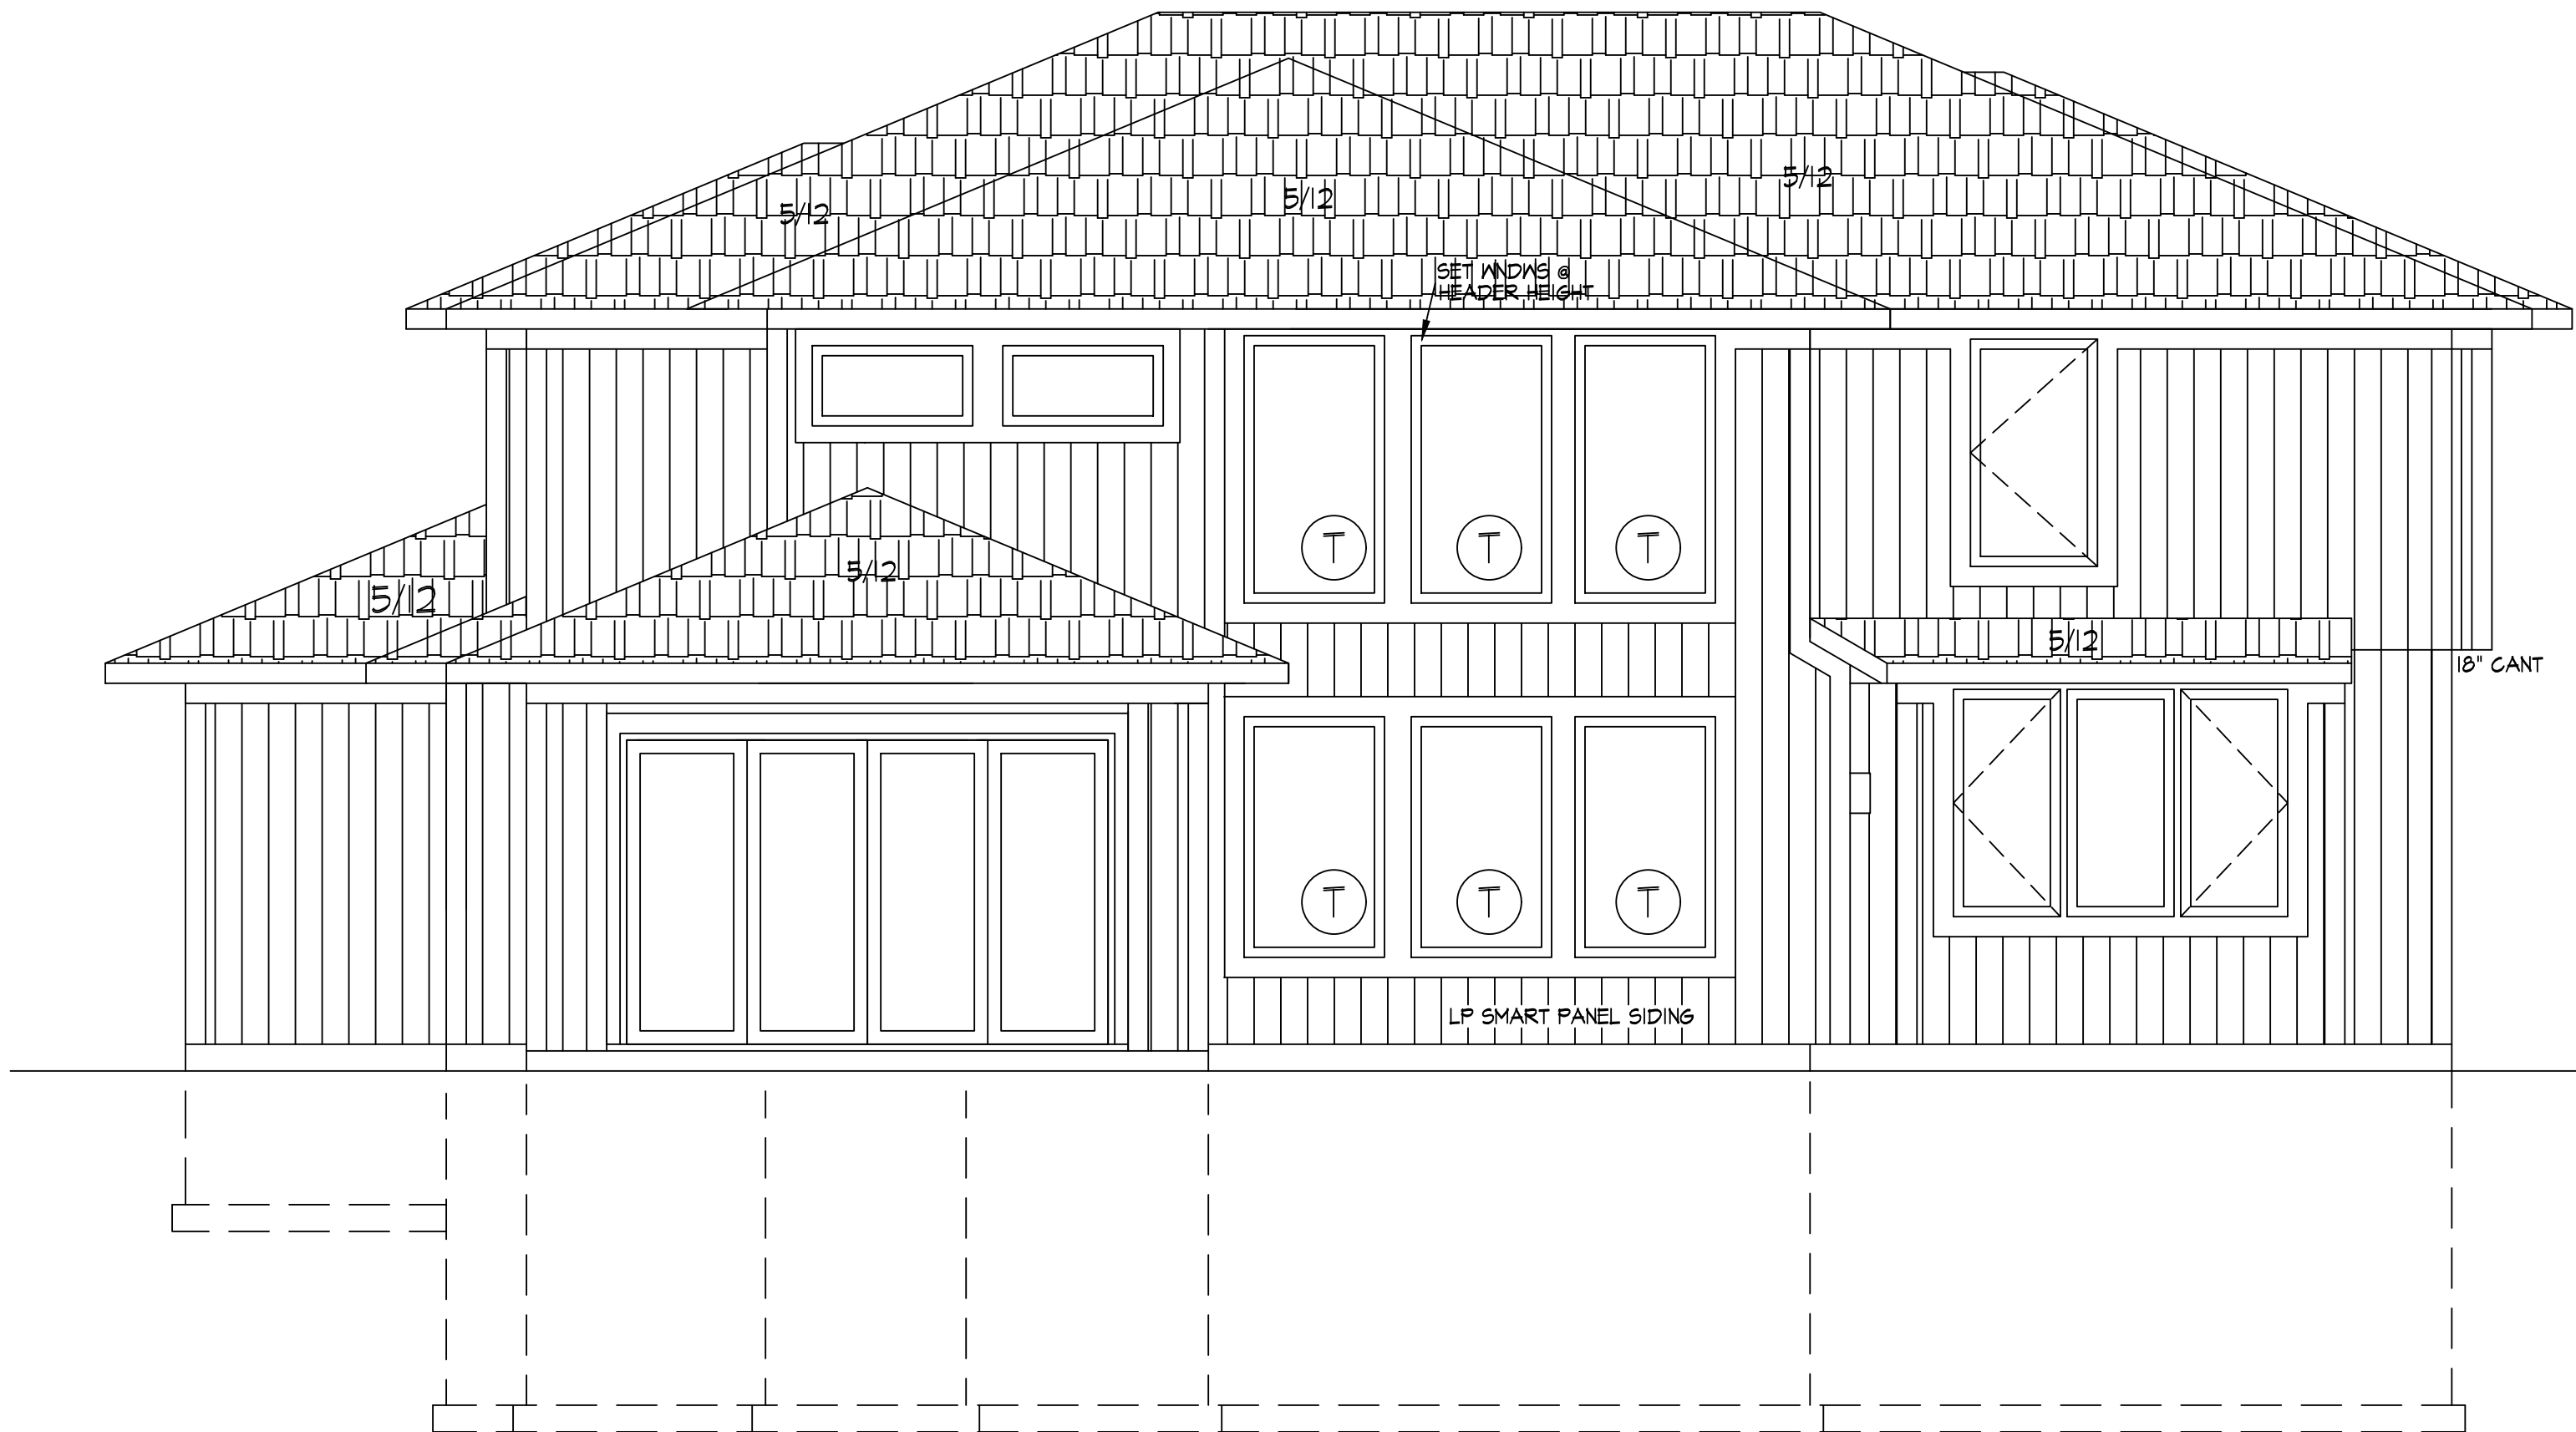 5/12
5/12
5/12
SET WNDWS @
HEADER HEIGHT
5/12
5/12
T
T
T
5/12
18" CANT
T
T
T
LP SMART PANEL SIDING